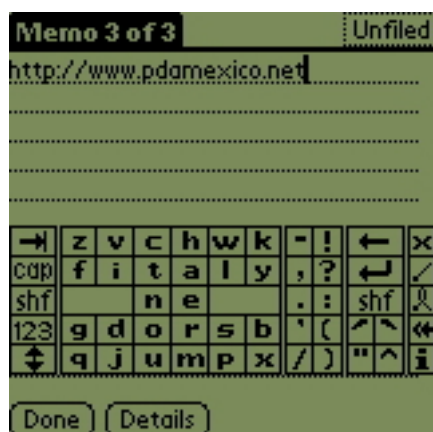 Memo 3 of 3 Unfiled
http://www.pdamexico.net
z v c h w k - !
cap f i t a l y , ?
shf n e . : shf
123 g d o r s b ' (
q j u m p x / ) " ^ i
Done Details